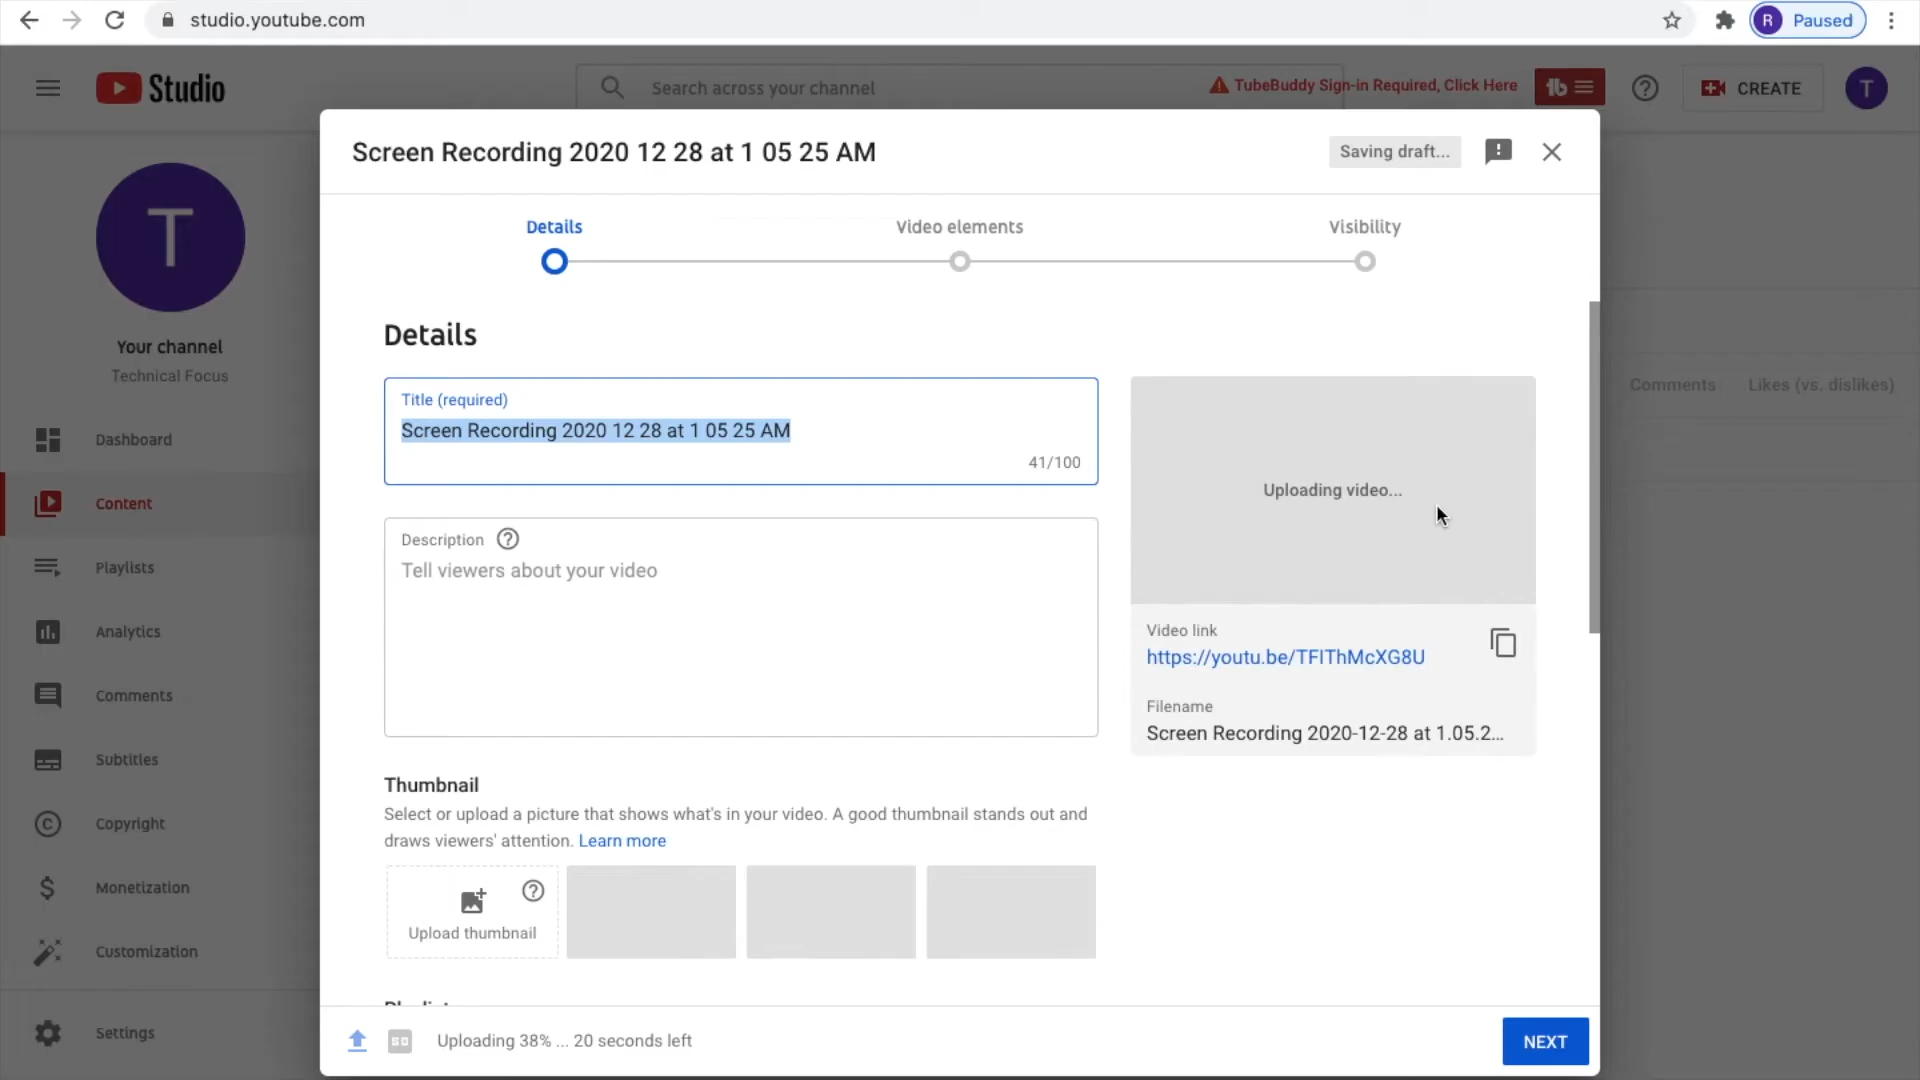 studio.youtube.com
R Paused
Studio
Search across your channel
TubeBuddy Sign-in Required, Click Here
CREATE
T
Screen Recording 2020 12 28 at 1 05 25 AM
Saving draft...
Details
Video elements
Visibility
T
Your channel
Technical Focus
Details
Title (required)
Screen Recording 2020 12 28 at 1 05 25 AM
41/100
Uploading video...
Comments
Likes (vs. dislikes)
Dashboard
Content
Playlists
Analytics
Comments
Subtitles
Copyright
Monetization
Customization
Settings
Description
Tell viewers about your video
Video link
https://youtu.be/TFIThMcXG8U
Filename
Screen Recording 2020-12-28 at 1.05.2...
Thumbnail
Select or upload a picture that shows what's in your video. A good thumbnail stands out and
draws viewers' attention. Learn more
Upload thumbnail
SD
Uploading 38% ... 20 seconds left
NEXT